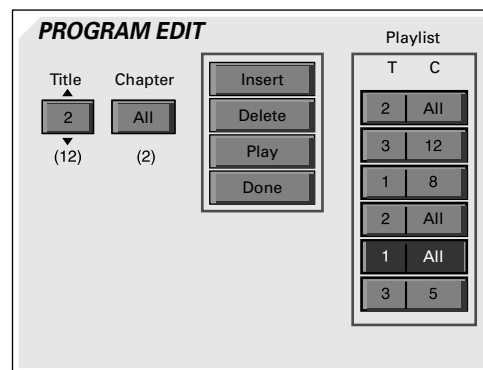 PROGRAM EDIT
Playlist
T C
Title Chapter
2 All
(12) (2)
Insert
Delete
Play
Done
2 All
3 12
1 8
2 All
1 All
3 5